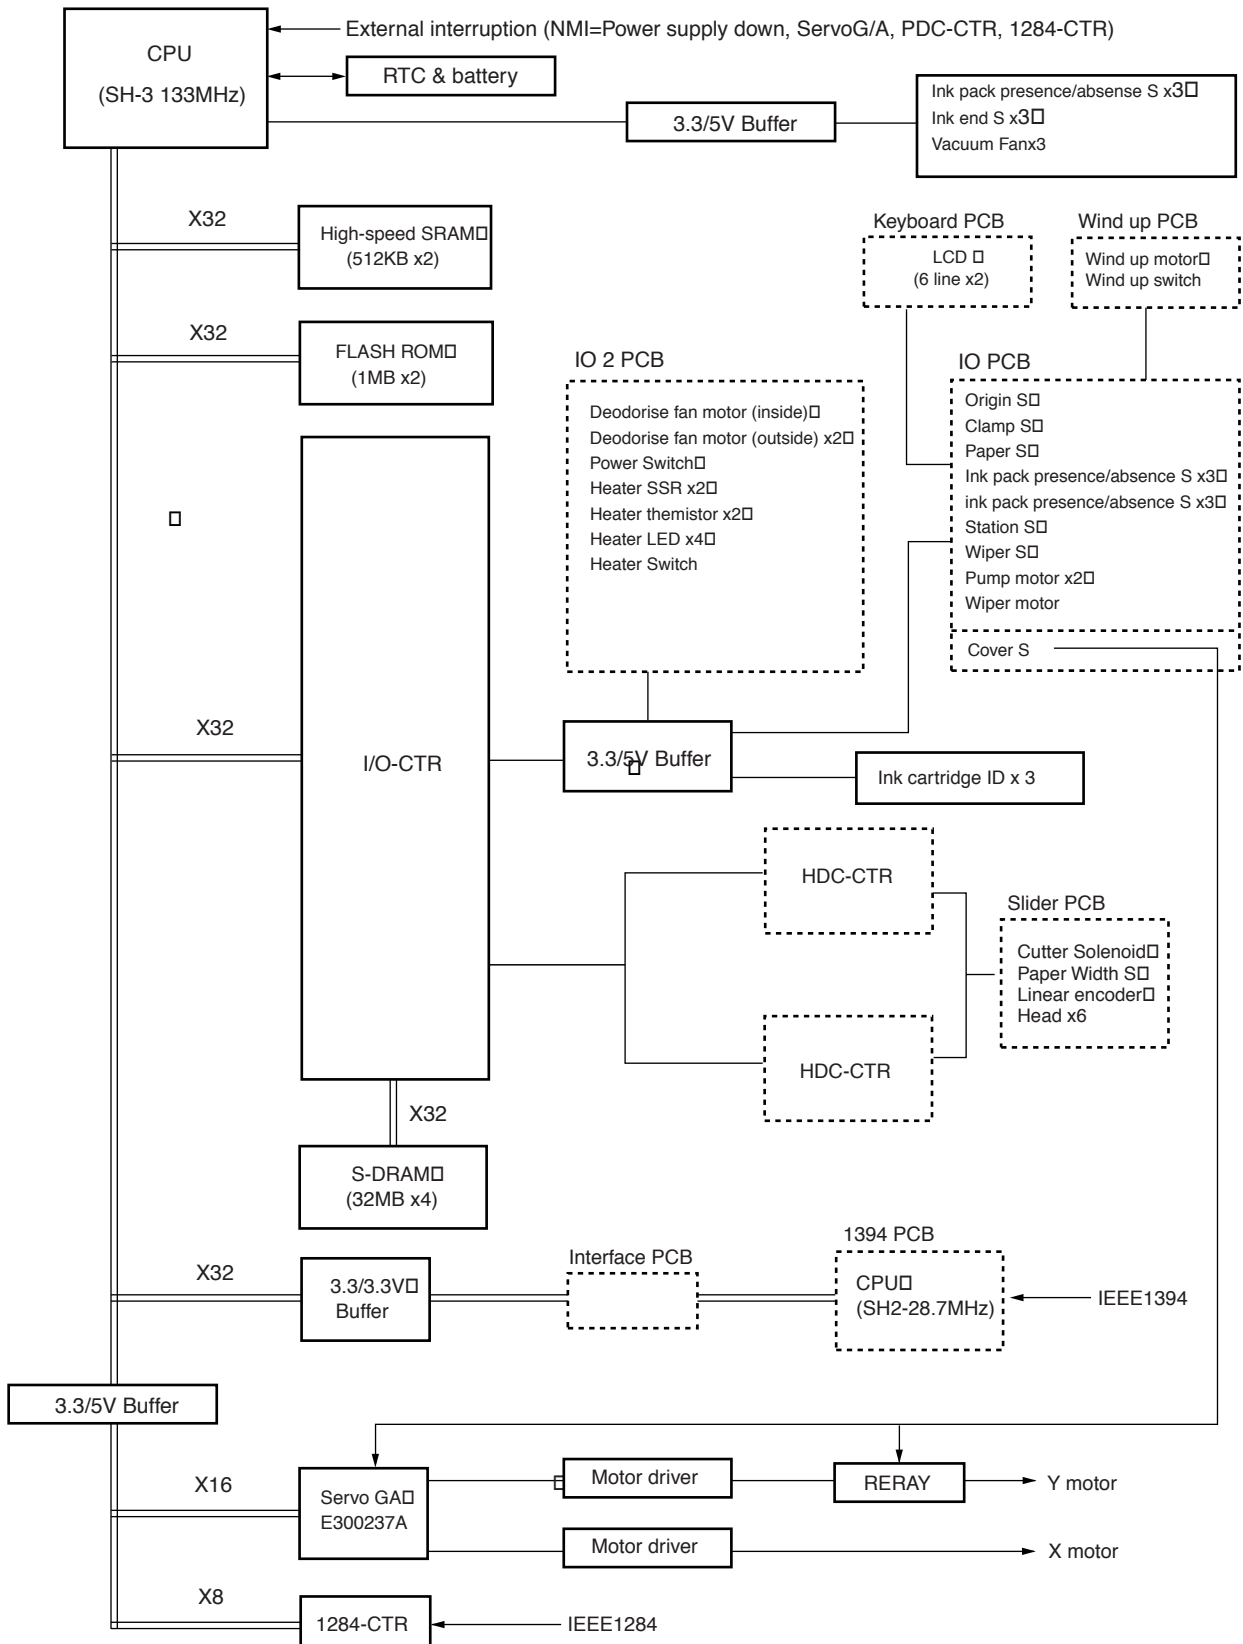 External interruption (NMI=Power supply down, ServoG/A, PDC-CTR, 1284-CTR)
CPU
(SH-3 133MHz)
RTC & battery
3.3/5V Buffer
Ink pack presence/absense S x3
Ink end S x3
Vacuum Fanx3
X32
High-speed SRAM
(512KB x2)
Keyboard PCB
LCD
(6 line x2)
Wind up PCB
Wind up motor
Wind up switch
X32
FLASH ROM
(1MB x2)
IO 2 PCB
Deodorise fan motor (inside)
Deodorise fan motor (outside) x2
Power Switch
Heater SSR x2
Heater themistor x2
Heater LED x4
Heater Switch
IO PCB
Origin S
Clamp S
Paper S
Ink pack presence/absence S x3
ink pack presence/absence S x3
Station S
Wiper S
Pump motor x2
Wiper motor
Cover S
X32
I/O-CTR
3.3/5V Buffer
Ink cartridge ID x 3
HDC-CTR
Slider PCB
Cutter Solenoid
Paper Width S
Linear encoder
Head x6
HDC-CTR
X32
S-DRAM
(32MB x4)
X32
3.3/3.3V
Buffer
Interface PCB
1394 PCB
CPU
(SH2-28.7MHz)
IEEE1394
3.3/5V Buffer
X16
Servo GA
E300237A
Motor driver
RERAY
Y motor
Motor driver
X motor
X8
1284-CTR
IEEE1284